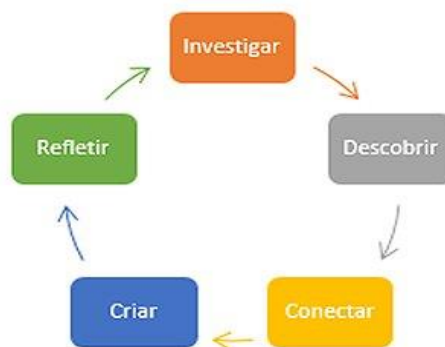 Investigar
Descobrir
Conectar
Criar
Refletir